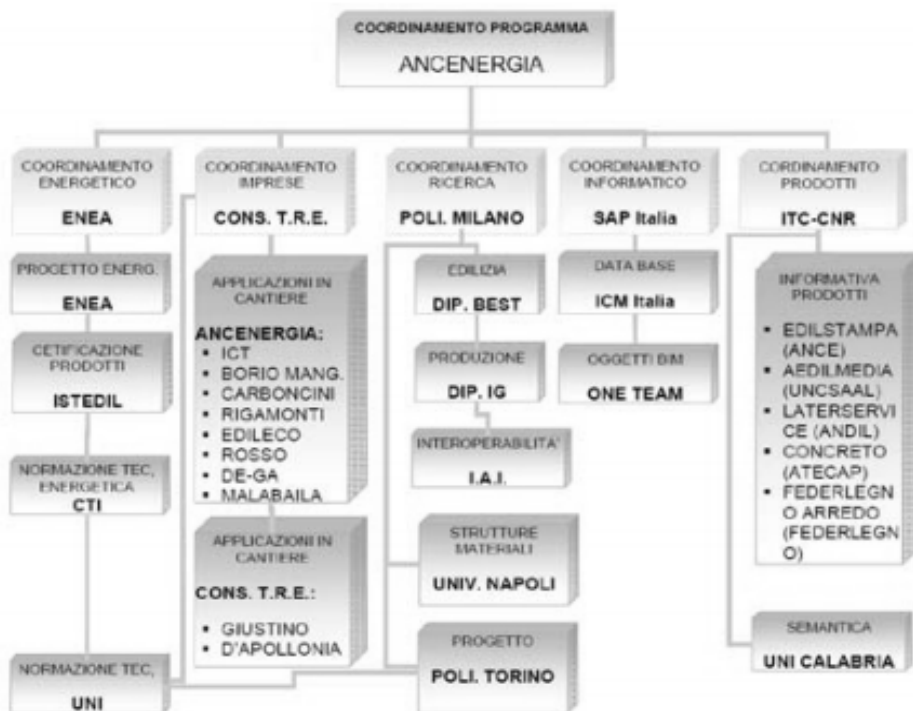 COORDINAMENTO PROGRAMMA
ANCENERGIA
COORDINAMENTO
ENERGETICO
ENEA
PROGETTO ENERG.
ENEA
CETIFICAZIONE
PRODOTTI
ISTEDIL
NORMAZIONE TEC,
ENERGETICA
CTI
NORMAZIONE TEC,
UNI
COORDINAMENTO
IMPRESE
CONS. T.R.E.
APPLICAZIONI IN
CANTIERE
ANCENERGIA:
▪ ICT
▪ BORIO MANG.
▪ CARBONCINI
▪ RIGAMONTI
▪ EDILECO
▪ ROSSO
▪ DE-GA
▪ MALABAILA
APPLICAZIONI IN
CANTIERE
CONS. T.R.E.:
▪ GIUSTINO
▪ D'APOLLONIA
COORDINAMENTO
RICERCA
POLI. MILANO
EDILIZIA
DIP. BEST
PRODUZIONE
DIP. IG
INTEROPERABILITA'
I.A.I.
STRUTTURE
MATERIALI
UNIV. NAPOLI
PROGETTO
POLI. TORINO
COORDINAMENTO
INFORMATICO
SAP Italia
DATA BASE
ICM Italia
OGGETTI BIM
ONE TEAM
CORDINAMENTO
PRODOTTI
ITC-CNR
INFORMATIVA
PRODOTTI
▪ EDILSTAMPA
(ANCE)
▪ AEDILMEDIA
(UNCSAAL)
▪ LATERSERVI
CE (ANDIL)
▪ CONCRETO
(ATECAP)
▪ FEDERLEGN
O ARREDO
(FEDERLEGN
O)
SEMANTICA
UNI CALABRIA